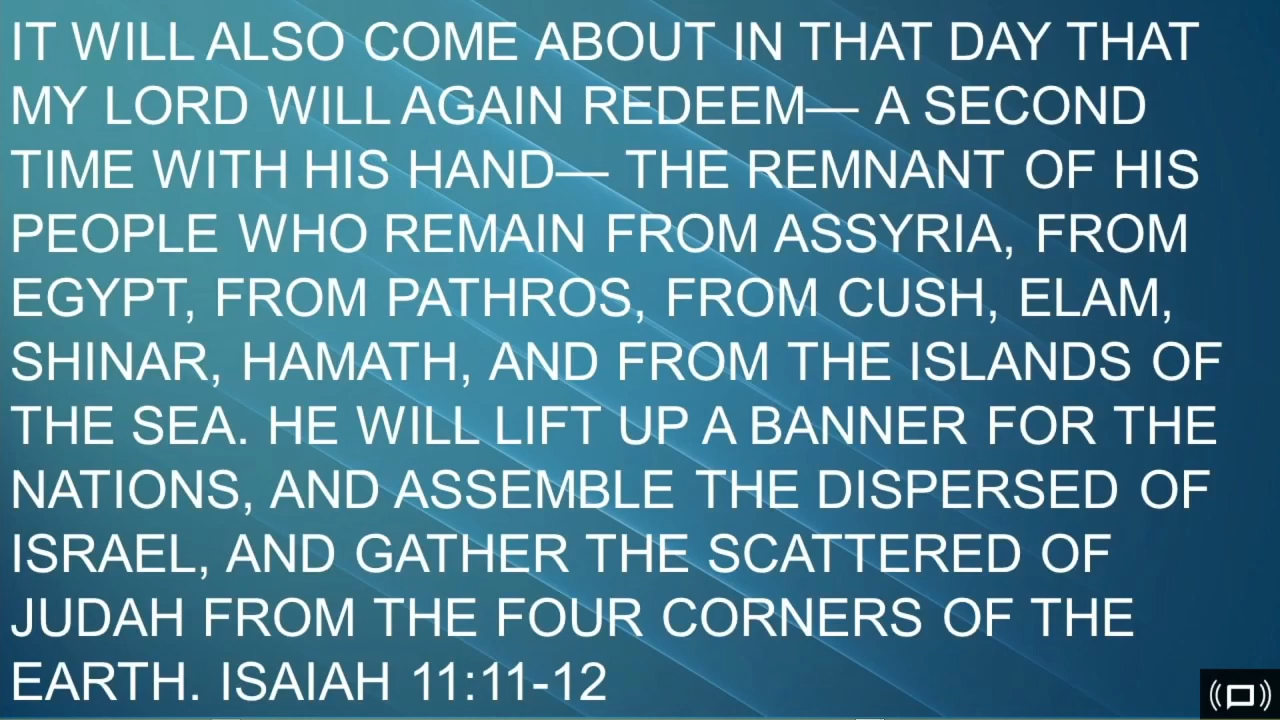 IT WILL ALSO COME ABOUT IN THAT DAY THAT
MY LORD WILL AGAIN REDEEM— A SECOND
TIME WITH HIS HAND— THE REMNANT OF HIS
PEOPLE WHO REMAIN FROM ASSYRIA, FROM
EGYPT, FROM PATHROS, FROM CUSH, ELAM,
SHINAR, HAMATH, AND FROM THE ISLANDS OF
THE SEA. HE WILL LIFT UP A BANNER FOR THE
NATIONS, AND ASSEMBLE THE DISPERSED OF
ISRAEL, AND GATHER THE SCATTERED OF
JUDAH FROM THE FOUR CORNERS OF THE
EARTH. ISAIAH 11:11-12